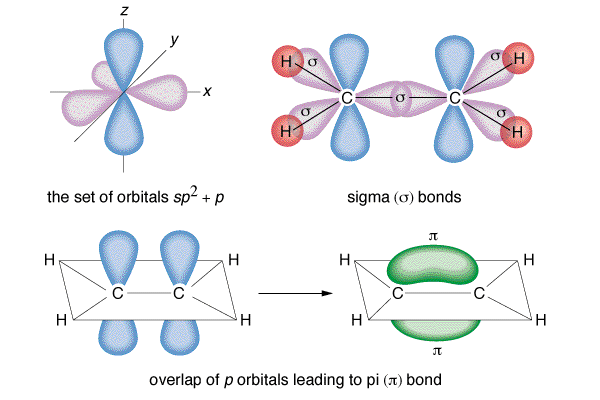 z
y
x
the set of orbitals sp² + p
H σ σ H
C σ C
H σ σ H
sigma (σ) bonds
H H
C C
H H
π
H H
C C
H H
π
overlap of p orbitals leading to pi (π) bond